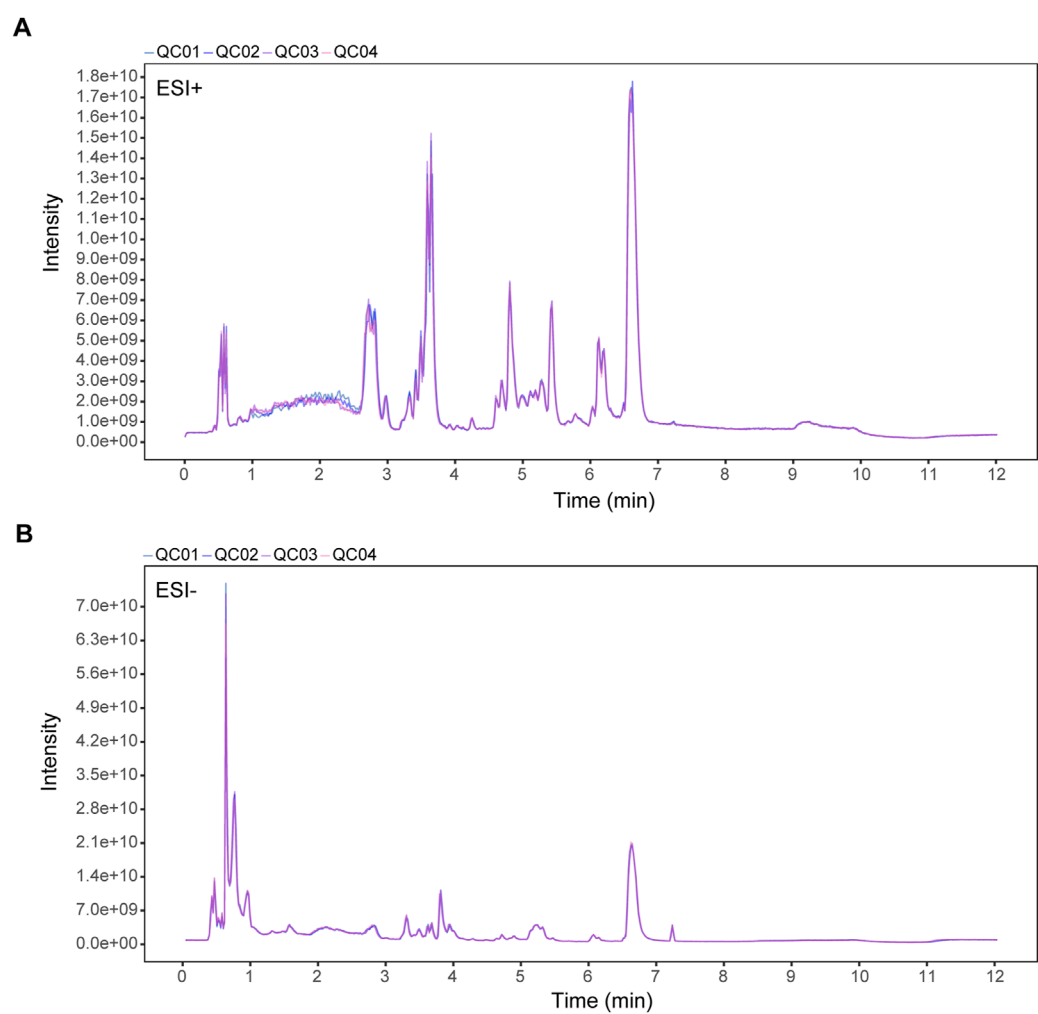 A
QC01 QC02 QC03 QC04
ESI+
Intensity
1.8e+10
1.7e+10
1.6e+10
1.5e+10
1.4e+10
1.3e+10
1.2e+10
1.1e+10
1.0e+10
9.0e+09
8.0e+09
7.0e+09
6.0e+09
5.0e+09
4.0e+09
3.0e+09
2.0e+09
1.0e+09
0.0e+00
0 1 2 3 4 5 6 7 8 9 10 11 12
Time (min)
B
QC01 QC02 QC03 QC04
ESI-
Intensity
7.0e+10
6.3e+10
5.6e+10
4.9e+10
4.2e+10
3.5e+10
2.8e+10
2.1e+10
1.4e+10
7.0e+09
0.0e+00
0 1 2 3 4 5 6 7 8 9 10 11 12
Time (min)